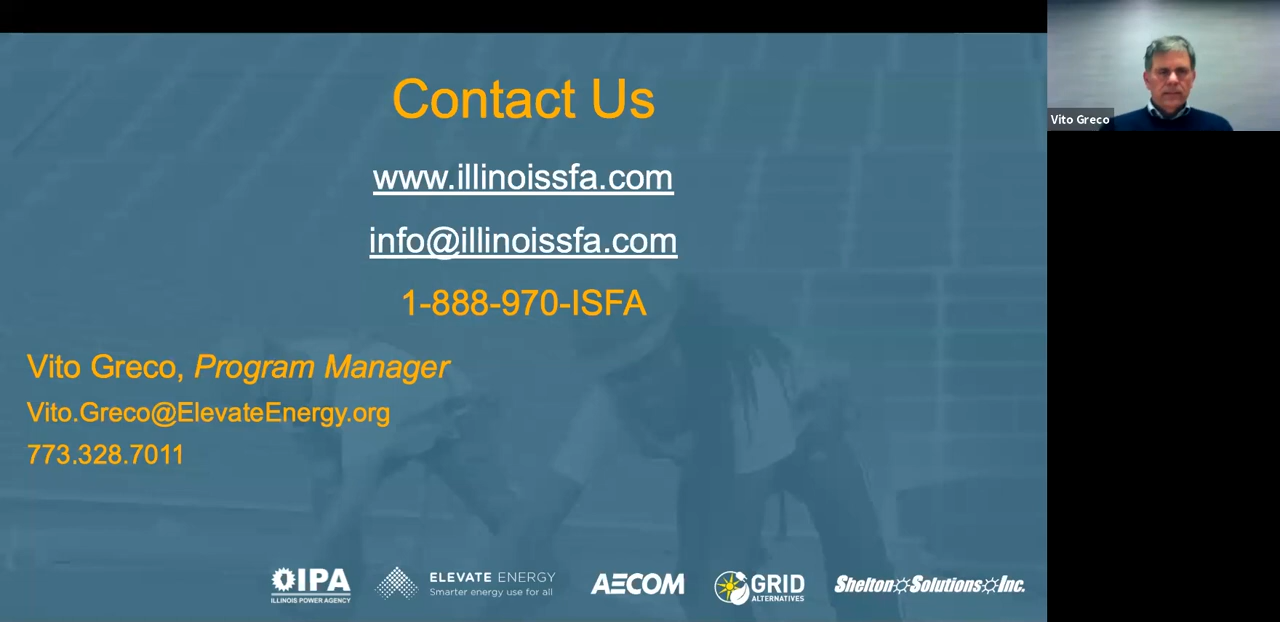 Contact Us
www.illinoissfa.com
info@illinoissfa.com
1-888-970-ISFA
Vito Greco, Program Manager
Vito.Greco@ElevateEnergy.org
773.328.7011
IPA
ILLINOIS POWER AGENCY
ELEVATE ENERGY
Smarter energy use for all
AECOM
GRID
ALTERNATIVES
Shelton Solutions Inc.
Vito Greco